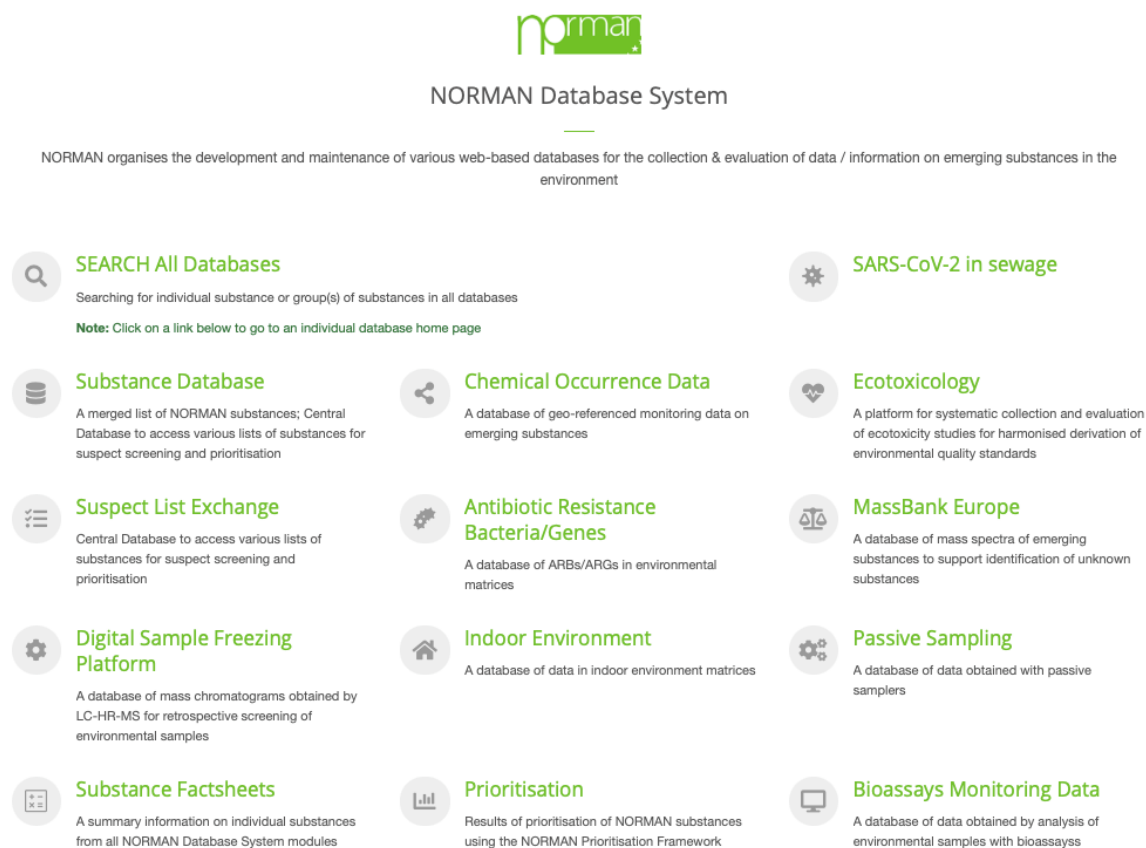 norman
NORMAN Database System
NORMAN organises the development and maintenance of various web-based databases for the collection & evaluation of data / information on emerging substances in the
environment
SEARCH All Databases
Searching for individual substance or group(s) of substances in all databases
Note: Click on a link below to go to an individual database home page
SARS-CoV-2 in sewage
Substance Database
A merged list of NORMAN substances; Central
Database to access various lists of substances for
suspect screening and prioritisation
Chemical Occurrence Data
A database of geo-referenced monitoring data on
emerging substances
Ecotoxicology
A platform for systematic collection and evaluation
of ecotoxicity studies for harmonised derivation of
environmental quality standards
Suspect List Exchange
Central Database to access various lists of
substances for suspect screening and
prioritisation
Antibiotic Resistance
Bacteria/Genes
A database of ARBs/ARGs in environmental
matrices
MassBank Europe
A database of mass spectra of emerging
substances to support identification of unknown
substances
Digital Sample Freezing
Platform
A database of mass chromatograms obtained by
LC-HR-MS for retrospective screening of
environmental samples
Indoor Environment
A database of data in indoor environment matrices
Passive Sampling
A database of data obtained with passive
samplers
Substance Factsheets
A summary information on individual substances
from all NORMAN Database System modules
Prioritisation
Results of prioritisation of NORMAN substances
using the NORMAN Prioritisation Framework
Bioassays Monitoring Data
A database of data obtained by analysis of
environmental samples with bioassayss